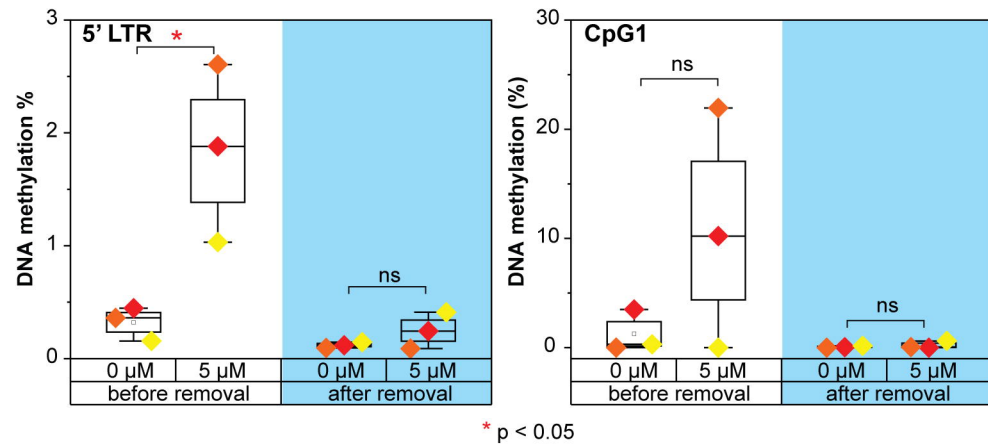 5' LTR
*
ns
DNA methylation %
3
2
1
0
0 µM 5 µM 0 µM 5 µM
before removal after removal
CpG1
ns
ns
DNA methylation (%)
30
20
10
0
0 µM 5 µM 0 µM 5 µM
before removal after removal
* p < 0.05